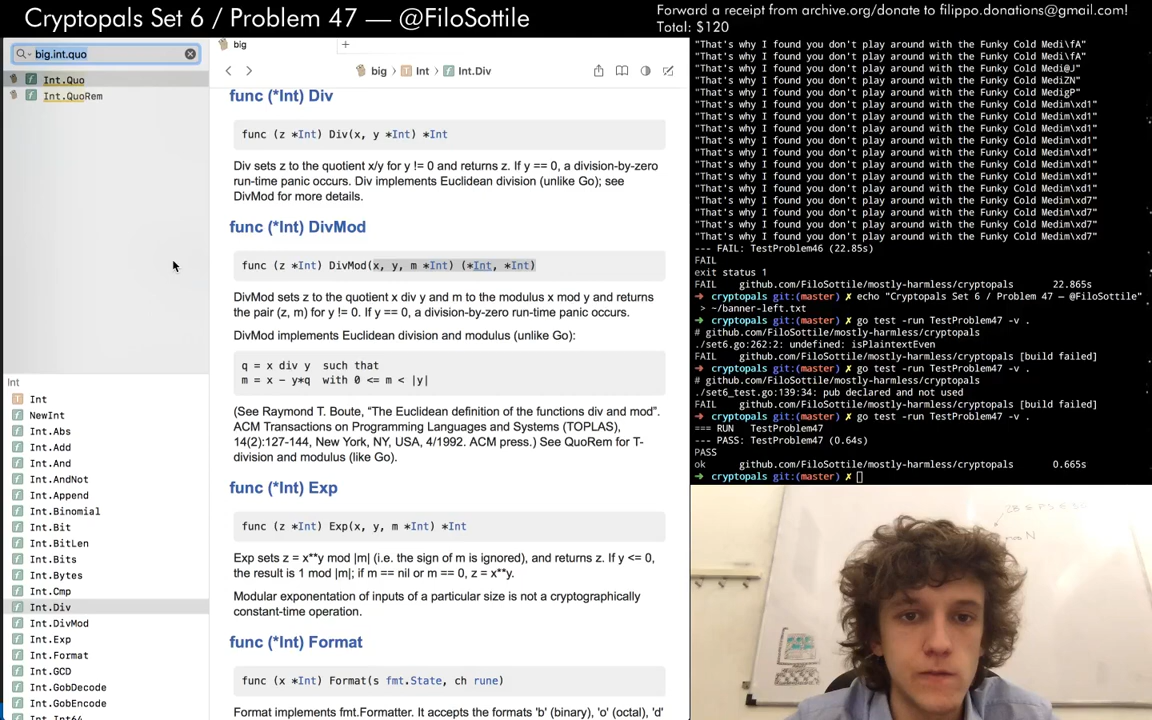 Cryptopals Set 6 / Problem 47 — @FiloSottile
Forward a receipt from archive.org/donate to filippo.donations@gmail.com!
Total: $120
big.int.quo
Int.Quo
Int.QuoRem
big
big
Int
Int.Div
func (*Int) Div
func (z *Int) Div(x, y *Int) *Int
Div sets z to the quotient x/y for y != 0 and returns z. If y == 0, a division-by-zero
run-time panic occurs. Div implements Euclidean division (unlike Go); see
DivMod for more details.
func (*Int) DivMod
func (z *Int) DivMod(x, y, m *Int) (*Int, *Int)
DivMod sets z to the quotient x div y and m to the modulus x mod y and returns
the pair (z, m) for y != 0. If y == 0, a division-by-zero run-time panic occurs.
DivMod implements Euclidean division and modulus (unlike Go):
q = x div y  such that
m = x - y*q  with 0 <= m < |y|
(See Raymond T. Boute, “The Euclidean definition of the functions div and mod”.
ACM Transactions on Programming Languages and Systems (TOPLAS),
14(2):127-144, New York, NY, USA, 4/1992. ACM press.) See QuoRem for T-
division and modulus (like Go).
func (*Int) Exp
func (z *Int) Exp(x, y, m *Int) *Int
Exp sets z = x**y mod |m| (i.e. the sign of m is ignored), and returns z. If y <= 0,
the result is 1 mod |m|; if m == nil or m == 0, z = x**y.
Modular exponentation of inputs of a particular size is not a cryptographically
constant-time operation.
func (*Int) Format
func (x *Int) Format(s fmt.State, ch rune)
Format implements fmt.Formatter. It accepts the formats 'b' (binary), 'o' (octal), 'd'
Int
Int
NewInt
Int.Abs
Int.Add
Int.And
Int.AndNot
Int.Append
Int.Binomial
Int.Bit
Int.BitLen
Int.Bits
Int.Bytes
Int.Cmp
Int.Div
Int.DivMod
Int.Exp
Int.Format
Int.GCD
Int.GobDecode
Int.GobEncode
Int.Int64
"That's why I found you don't play around with the Funky Cold Medi\fA"
"That's why I found you don't play around with the Funky Cold Medi\fA"
"That's why I found you don't play around with the Funky Cold Medi@J"
"That's why I found you don't play around with the Funky Cold MediZN"
"That's why I found you don't play around with the Funky Cold MedigP"
"That's why I found you don't play around with the Funky Cold Medim\xd1"
"That's why I found you don't play around with the Funky Cold Medim\xd1"
"That's why I found you don't play around with the Funky Cold Medim\xd1"
"That's why I found you don't play around with the Funky Cold Medim\xd1"
"That's why I found you don't play around with the Funky Cold Medim\xd1"
"That's why I found you don't play around with the Funky Cold Medim\xd1"
"That's why I found you don't play around with the Funky Cold Medim\xd1"
"That's why I found you don't play around with the Funky Cold Medim\xd1"
"That's why I found you don't play around with the Funky Cold Medim\xd7"
"That's why I found you don't play around with the Funky Cold Medim\xd7"
"That's why I found you don't play around with the Funky Cold Medim\xd7"
"That's why I found you don't play around with the Funky Cold Medim\xd7"
--- FAIL: TestProblem46 (22.85s)
FAIL
exit status 1
FAIL github.com/FiloSottile/mostly-harmless/cryptopals 22.865s
➜ cryptopals git:(master) ✗ echo "Cryptopals Set 6 / Problem 47 — @FiloSottile"
> ~/banner-left.txt
➜ cryptopals git:(master) ✗ go test -run TestProblem47 -v .
# github.com/FiloSottile/mostly-harmless/cryptopals
./set6.go:262:2: undefined: isPlaintextEven
FAIL github.com/FiloSottile/mostly-harmless/cryptopals [build failed]
➜ cryptopals git:(master) ✗ go test -run TestProblem47 -v .
# github.com/FiloSottile/mostly-harmless/cryptopals
./set6_test.go:139:34: pub declared and not used
FAIL github.com/FiloSottile/mostly-harmless/cryptopals [build failed]
➜ cryptopals git:(master) ✗ go test -run TestProblem47 -v .
=== RUN TestProblem47
--- PASS: TestProblem47 (0.64s)
PASS
ok github.com/FiloSottile/mostly-harmless/cryptopals 0.665s
➜ cryptopals git:(master) ✗